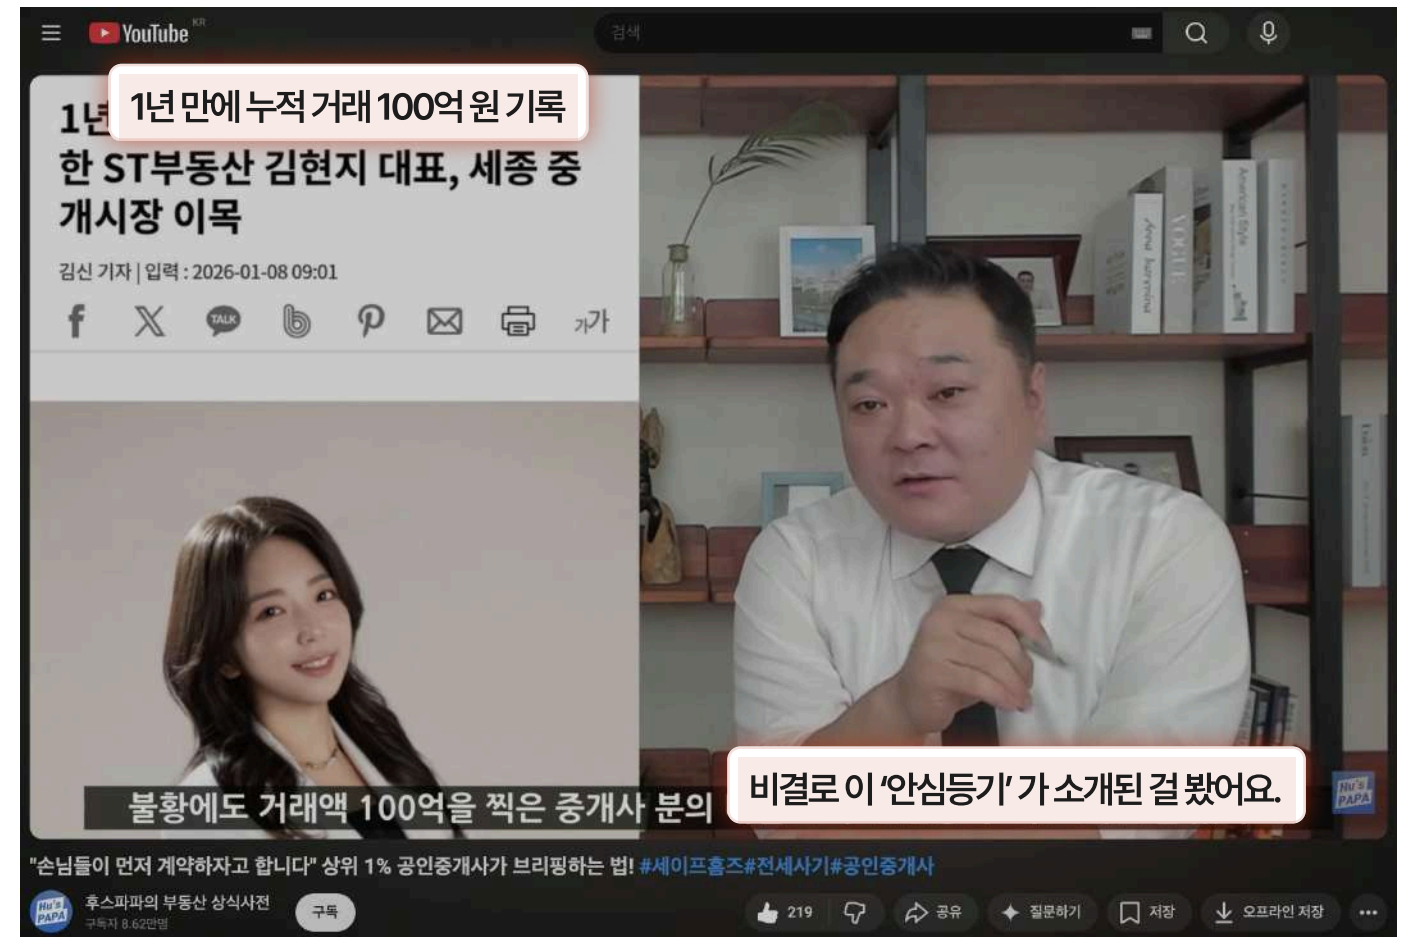 YouTube KR
검색
1년 만에 누적 거래 100억 원 기록
한 ST부동산 김현지 대표, 세종 중
개시장 이목
김신 기자 | 입력 : 2026-01-08 09:01
TALK
가가
VOGUE
American Style
불황에도 거래액 100억을 찍은 중개사 분의
비결로 이 ‘안심등기’ 가 소개된 걸 봤어요.
Hu's PAPA
"손님들이 먼저 계약하자고 합니다" 상위 1% 공인중개사가 브리핑하는 법! #세이프홈즈#전세사기#공인중개사
Hu's PAPA
후스파파의 부동산 상식사전
구독자 8.62만명
구독
219
공유
질문하기
저장
오프라인 저장